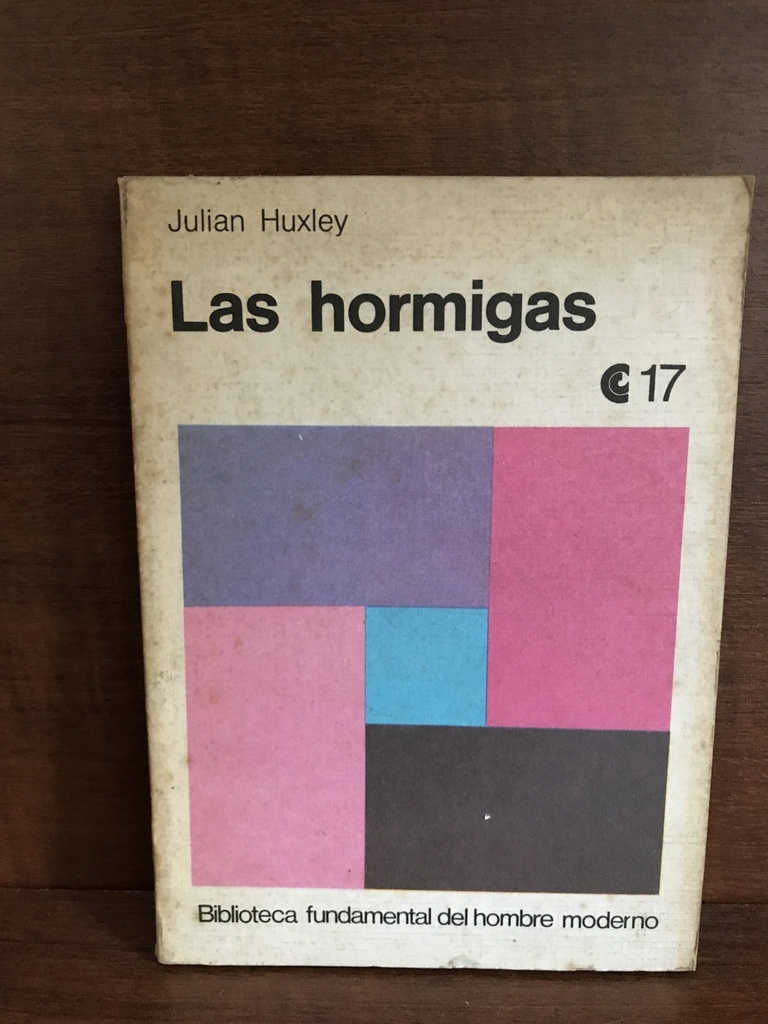 Julian Huxley
Las hormigas
17
Biblioteca fundamental del hombre moderno